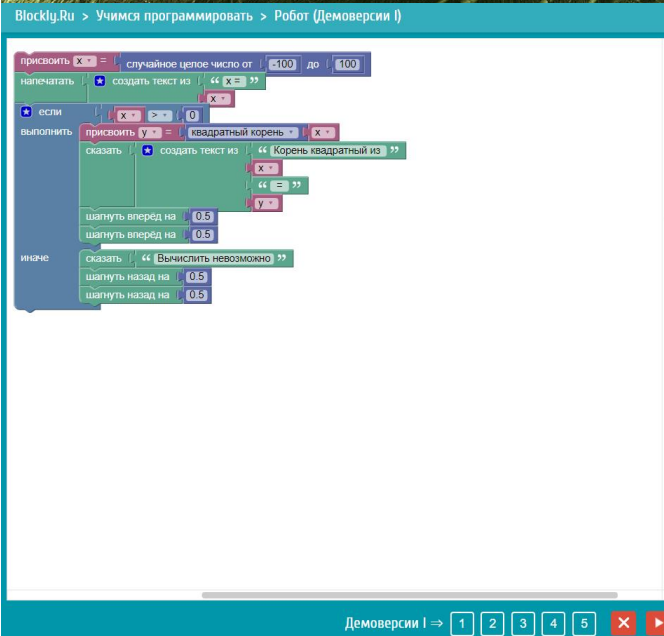 Blockly.Ru > Учимся программировать > Робот (Демоверсии I)
присвоить x = случайное целое число от -100 до 100
напечатать создать текст из “ x = ”
x
если x > 0
выполнить присвоить y = квадратный корень x
сказать создать текст из “ Корень квадратный из ”
x
“ = ”
y
шагнуть вперёд на 0.5
шагнуть вперёд на 0.5
иначе сказать “ Вычислить невозможно ”
шагнуть назад на 0.5
шагнуть назад на 0.5
Демоверсии I ⇒ 1 2 3 4 5